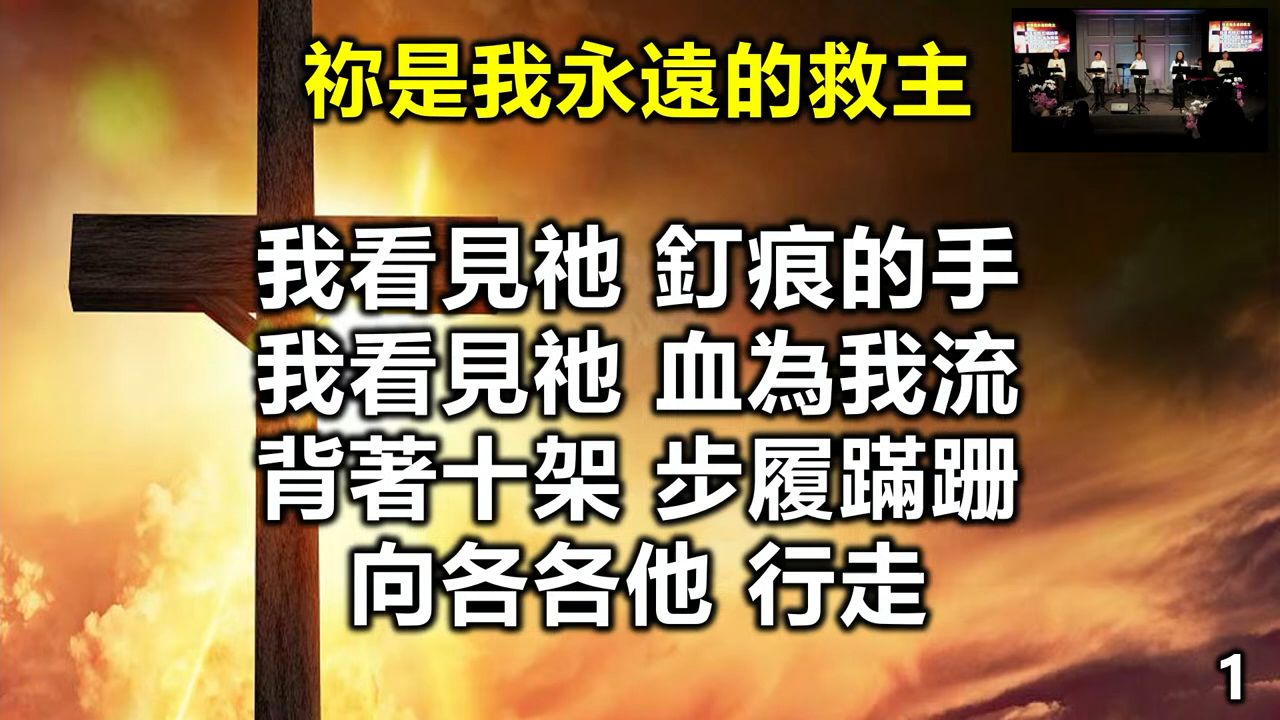 祢是我永遠的救主
我看見祂 釘痕的手
我看見祂 血為我流
背著十架 步履蹣跚
向各各他 行走
1